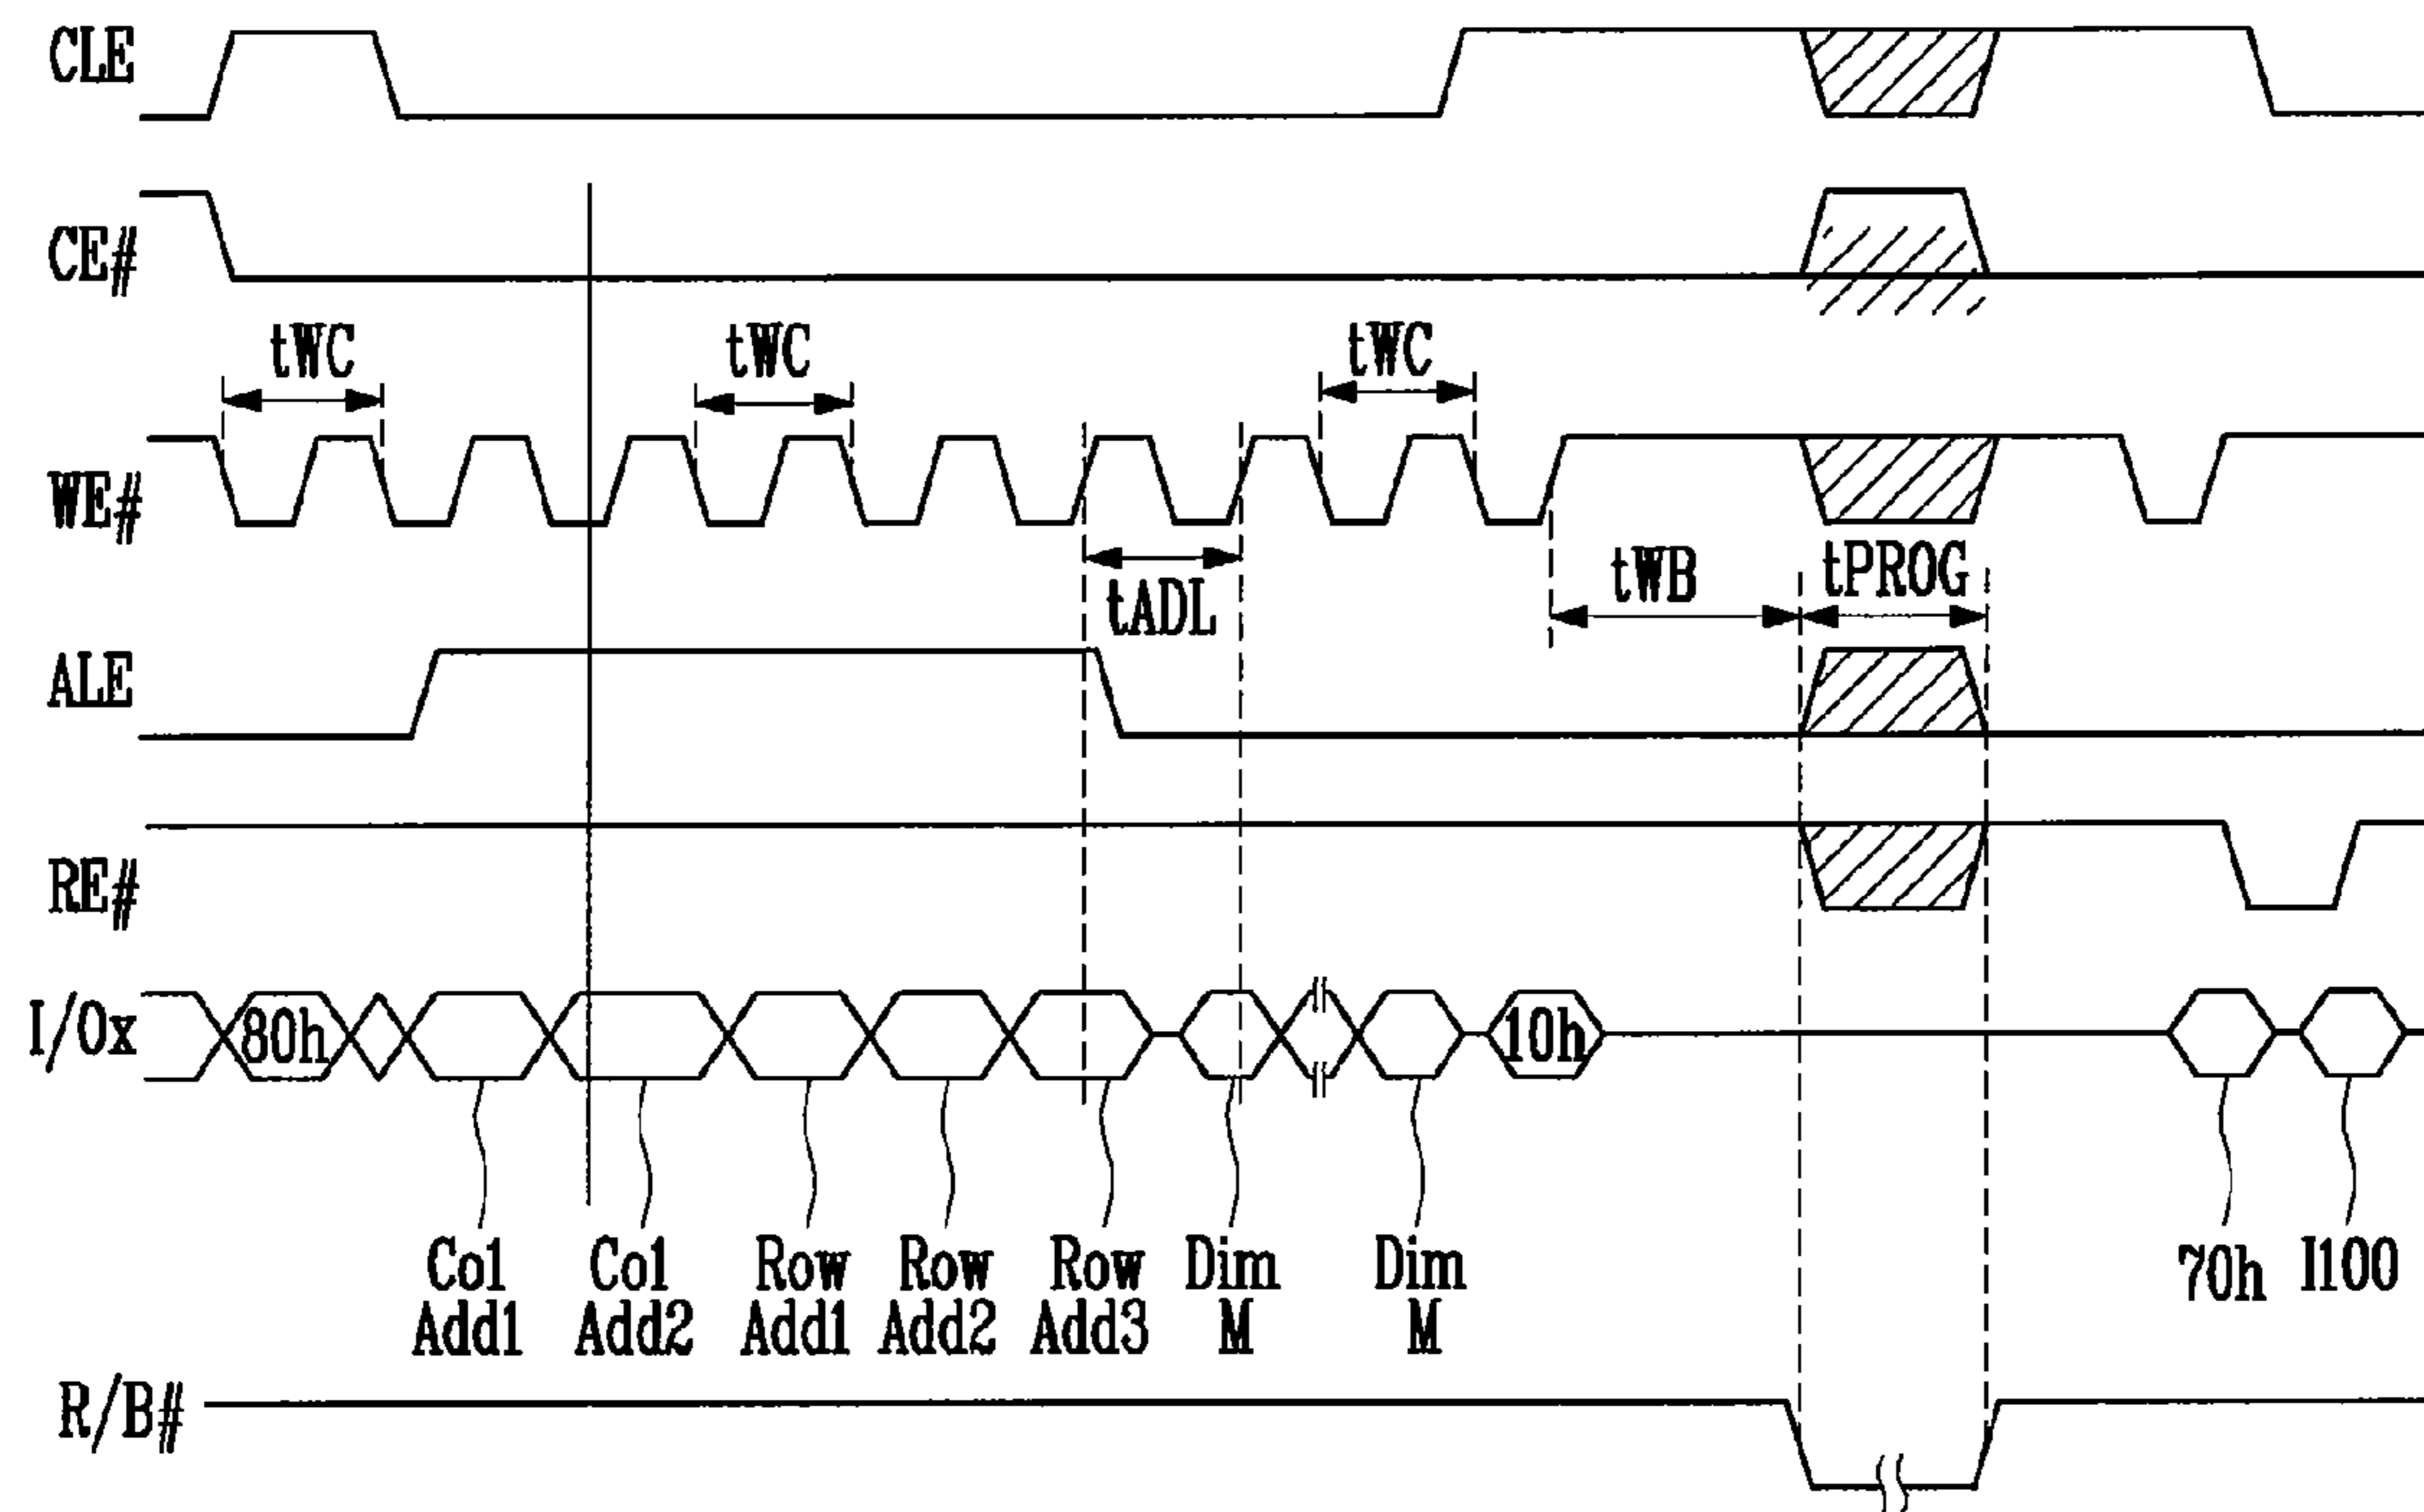 CLE
CE#
tWC
tWC
tWC
WE#
tADL
tWB
tPROG
ALE
RE#
I/Ox
80h
10h
Col Add1
Col Add2
Row Add1
Row Add2
Row Add3
Dim M
Dim M
70h
I100
R/B#